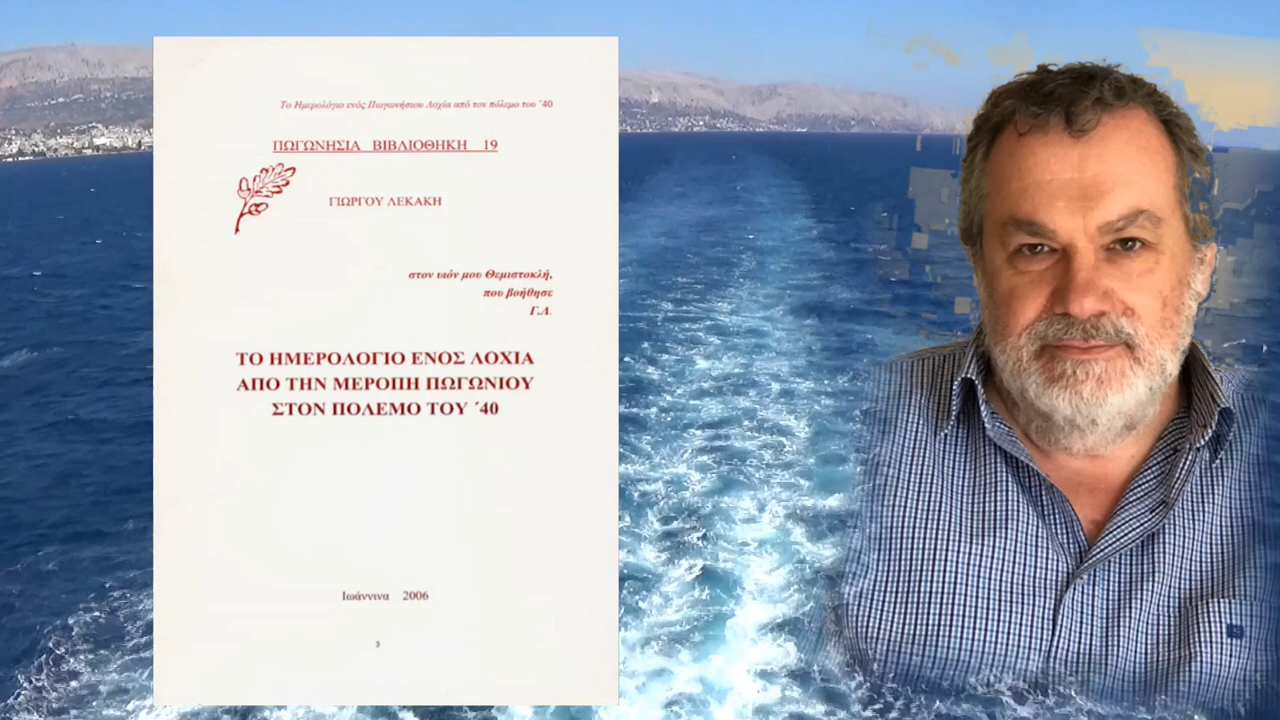 Το Ημερολόγιο ενός Πωγωνήσιου Λοχία από τον πόλεμο του ΄40
ΠΩΓΩΝΗΣΙΑ ΒΙΒΛΙΟΘΗΚΗ 19
ΓΙΩΡΓΟΥ ΛΕΚΑΚΗ
στον υιόν μου Θεμιστοκλή,
που βοήθησε
Γ.Λ.
ΤΟ ΗΜΕΡΟΛΟΓΙΟ ΕΝΟΣ ΛΟΧΙΑ
ΑΠΟ ΤΗΝ ΜΕΡΟΠΗ ΠΩΓΩΝΙΟΥ
ΣΤΟΝ ΠΟΛΕΜΟ ΤΟΥ ΄40
Ιωάννινα 2006
3